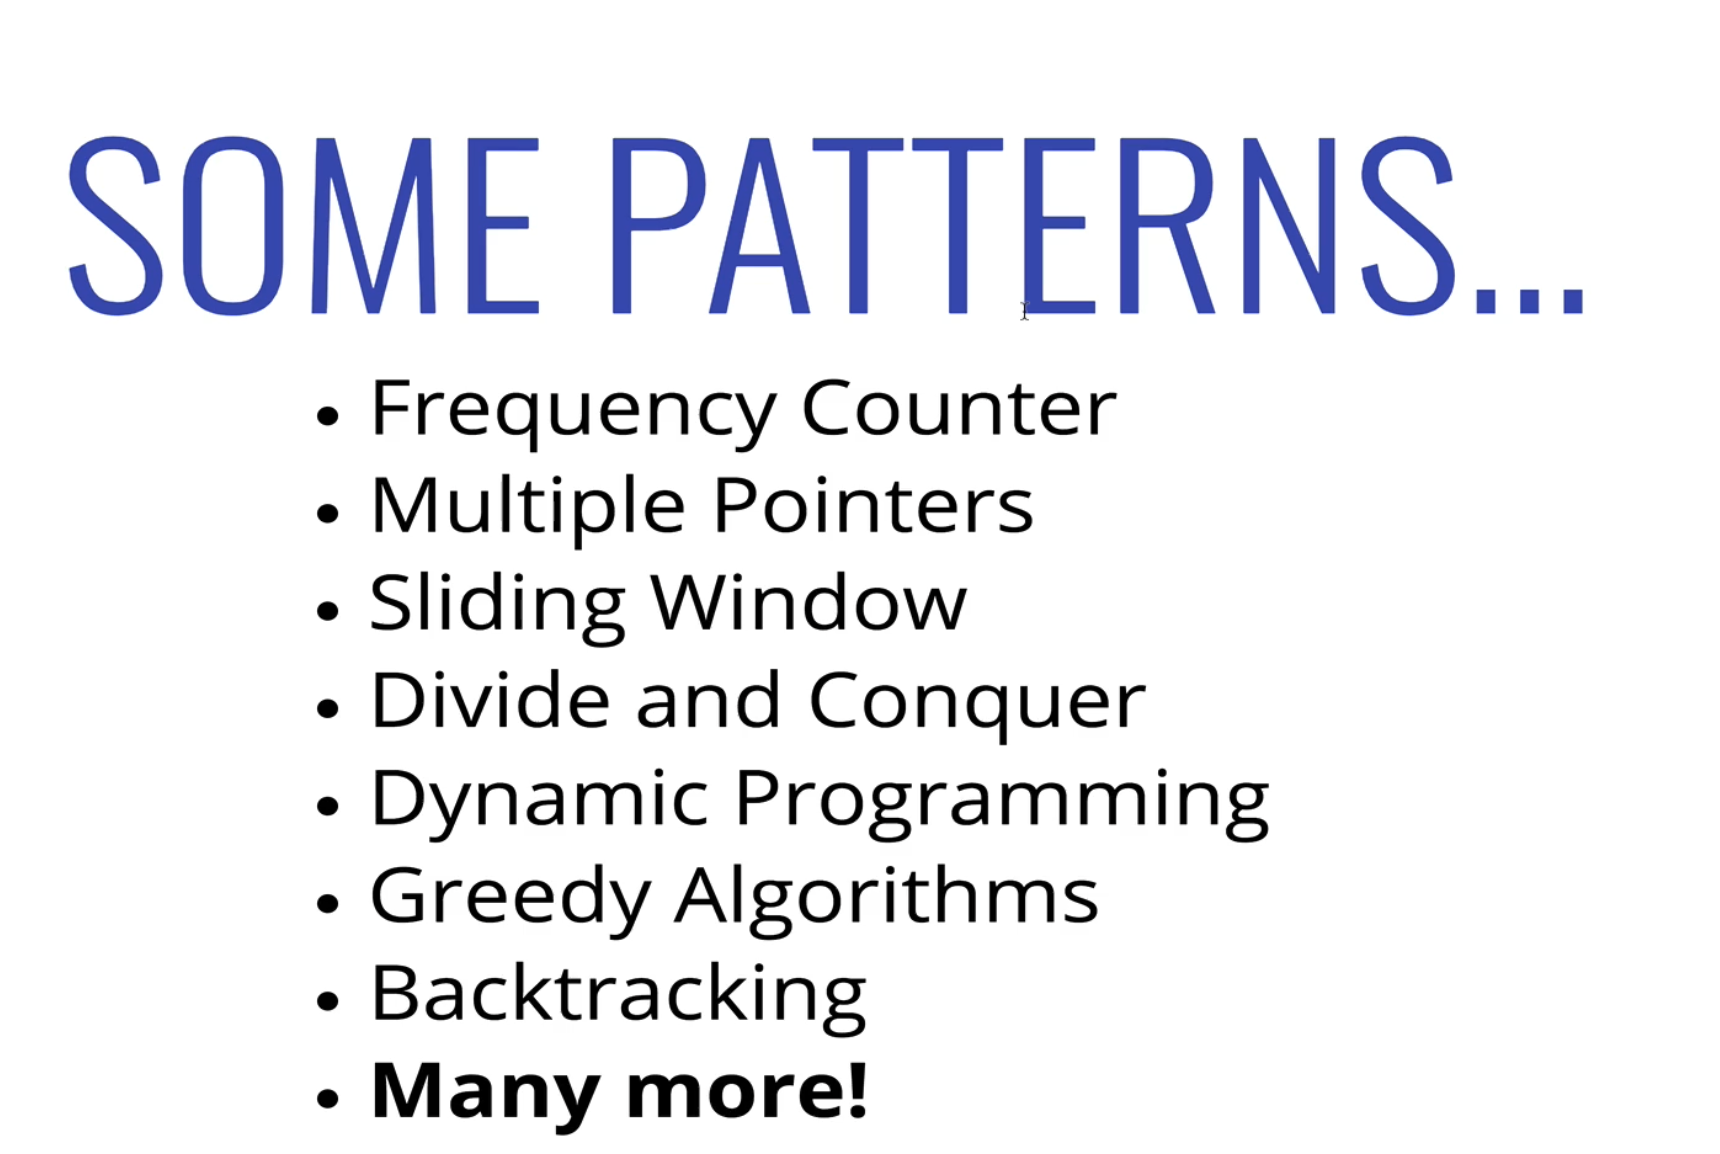 SOME PATTERNS...
• Frequency Counter
• Multiple Pointers
• Sliding Window
• Divide and Conquer
• Dynamic Programming
• Greedy Algorithms
• Backtracking
• Many more!